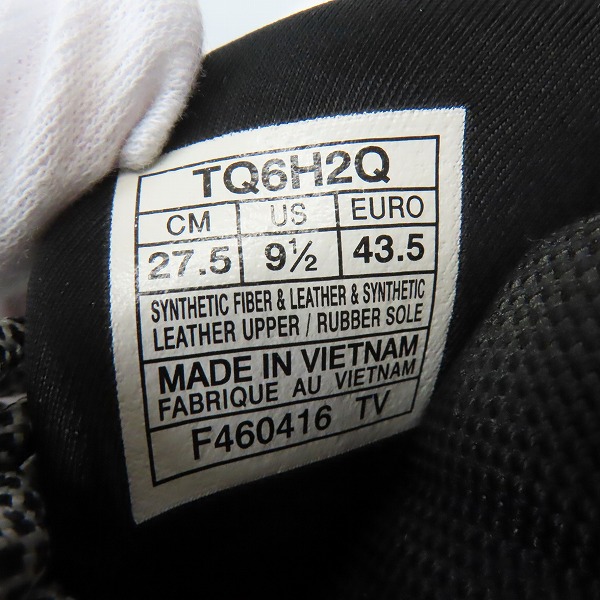 TQ6H2Q
CM US EURO
27.5 9½ 43.5
SYNTHETIC FIBER & LEATHER & SYNTHETIC
LEATHER UPPER / RUBBER SOLE
MADE IN VIETNAM
FABRIQUE AU VIETNAM
F460416 TV